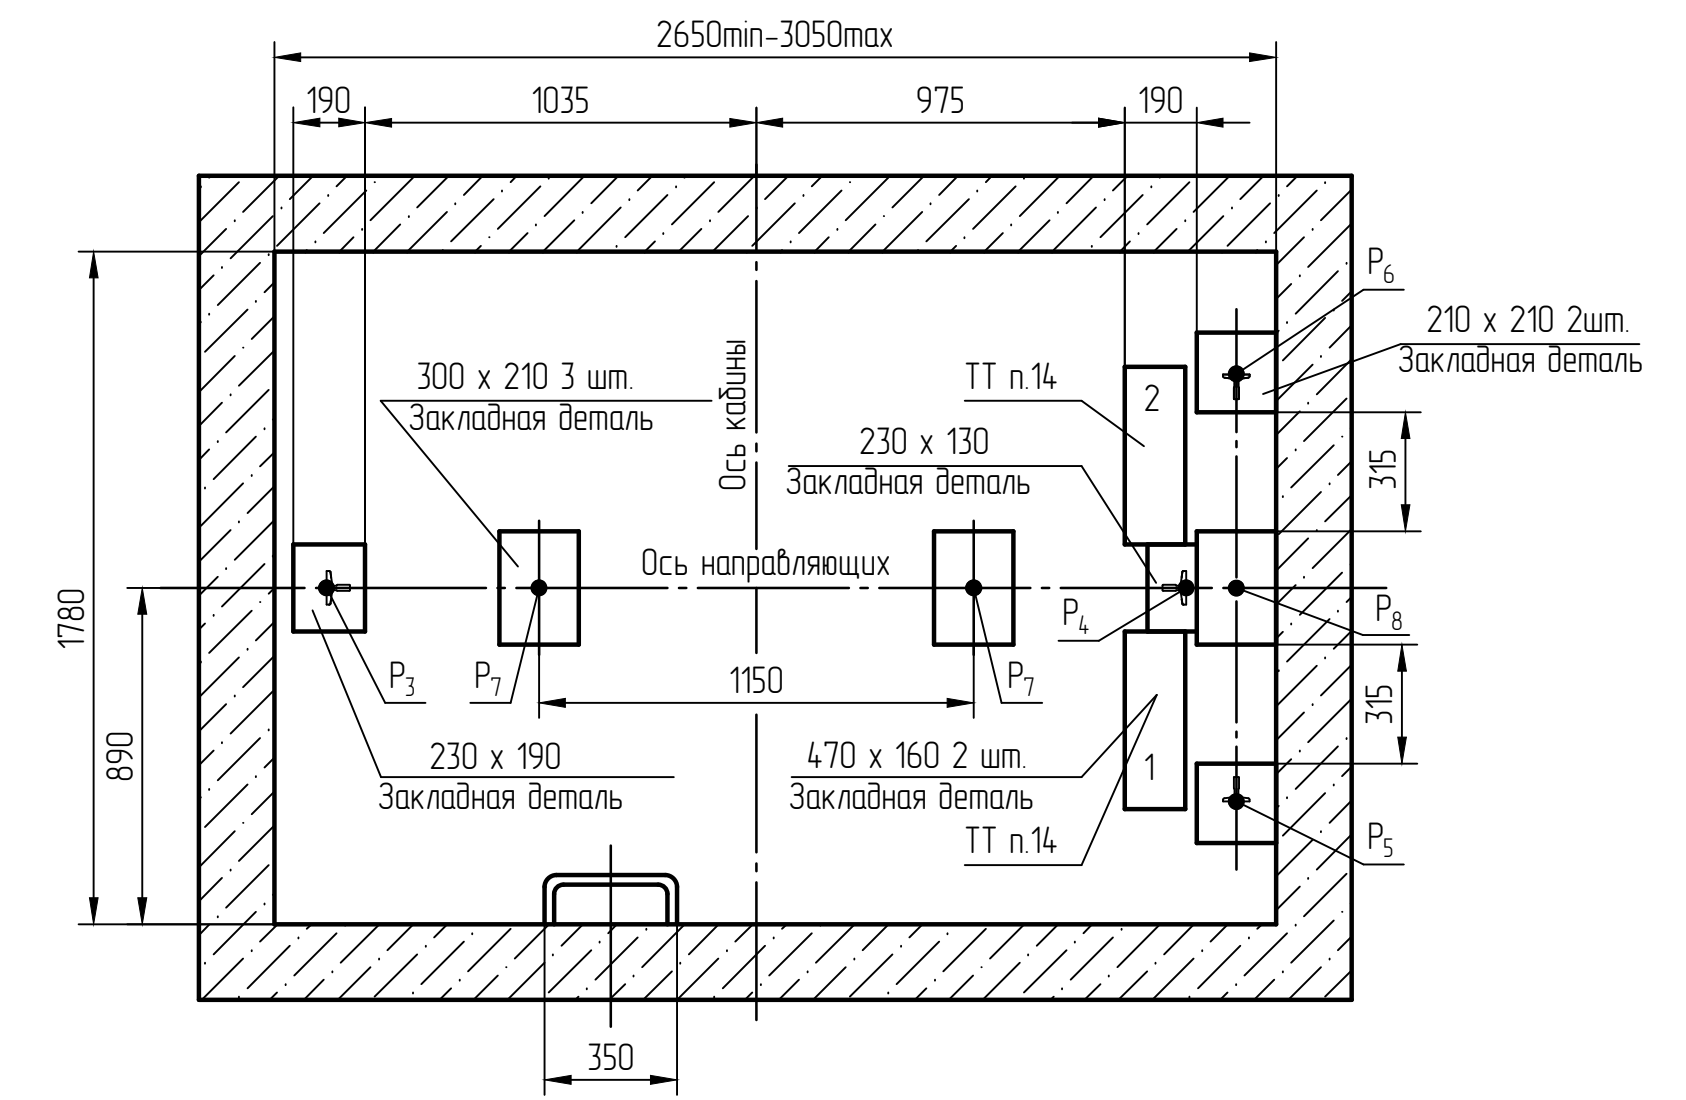 2650min-3050max
190
1035
975
190
P6
210 x 210 2шт.
Закладная деталь
300 x 210 3 шт.
Закладная деталь
Ось кабины
ТТ п.14
2
230 x 130
Закладная деталь
315
Ось направляющих
1780
890
P3
P7
1150
P7
P4
P8
315
230 x 190
Закладная деталь
470 x 160 2 шт.
Закладная деталь
1
ТТ п.14
P5
350